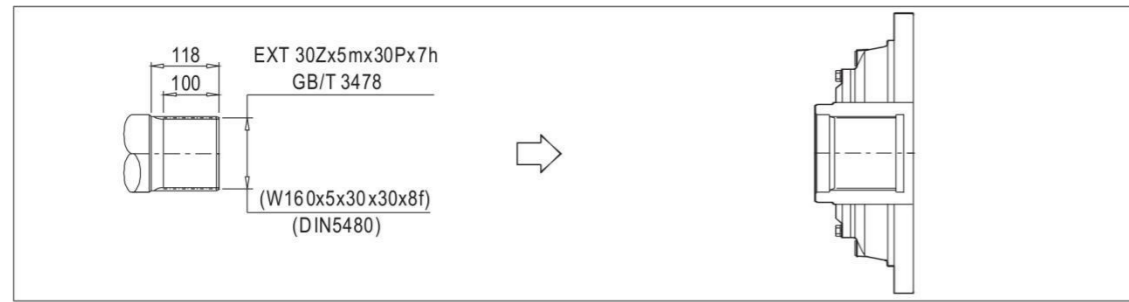 118
EXT 30Zx5mx30Px7h
100
GB/T 3478
(W160x5x30x30x8f)
(DIN5480)